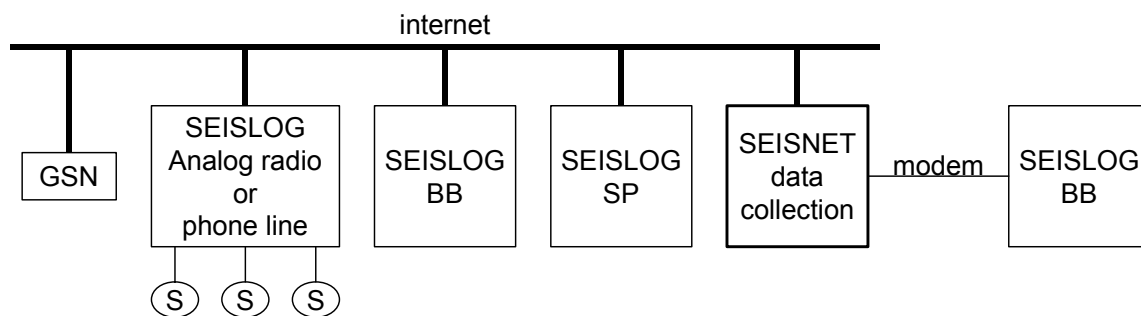 internet
GSN
SEISLOG
Analog radio
or
phone line
SEISLOG
BB
SEISLOG
SP
SEISNET
data
collection
modem
SEISLOG
BB
S
S
S